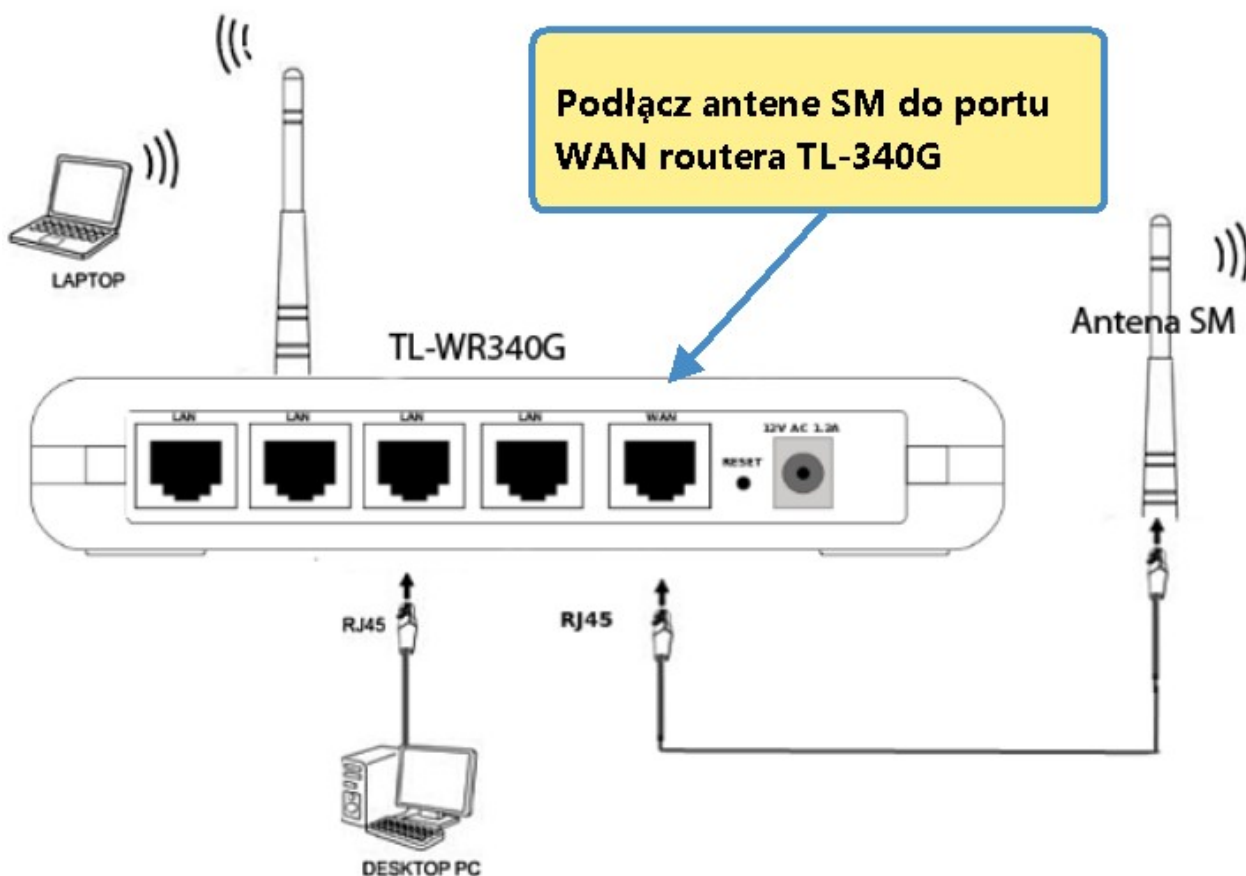 Podłącz antene SM do portu
WAN routera TL-340G
LAPTOP
Antena SM
TL-WR340G
LAN LAN LAN LAN WAN
12V AC 1.2A
RESET
RJ45
RJ45
DESKTOP PC